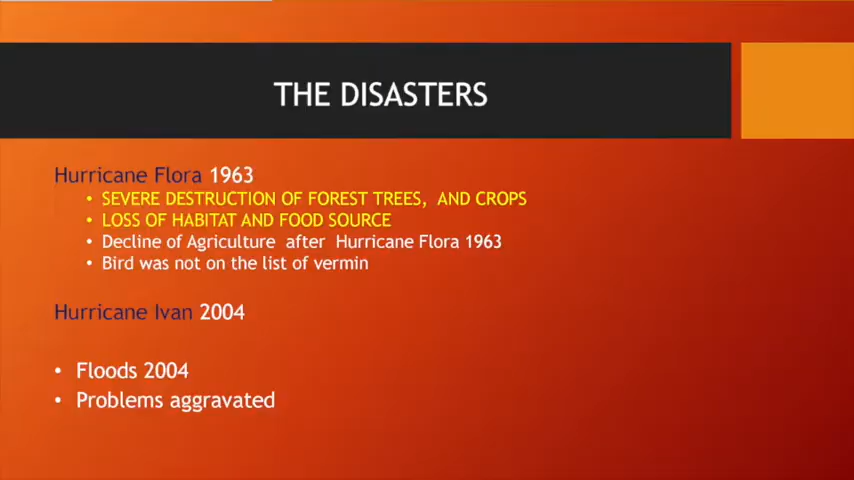 THE DISASTERS
Hurricane Flora 1963
• SEVERE DESTRUCTION OF FOREST TREES, AND CROPS
• LOSS OF HABITAT AND FOOD SOURCE
• Decline of Agriculture after Hurricane Flora 1963
• Bird was not on the list of vermin
Hurricane Ivan 2004
• Floods 2004
• Problems aggravated